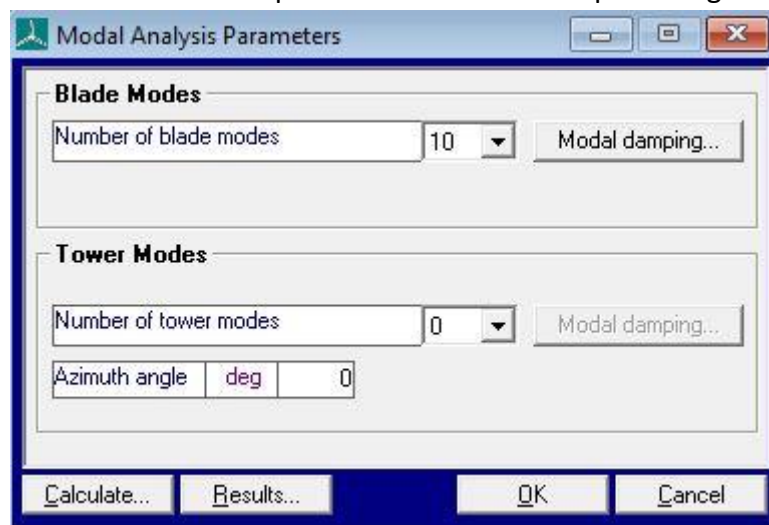 Modal Analysis Parameters
Blade Modes
Number of blade modes 10 Modal damping...
Tower Modes
Number of tower modes 0 Modal damping...
Azimuth angle deg 0
Calculate... Results... OK Cancel